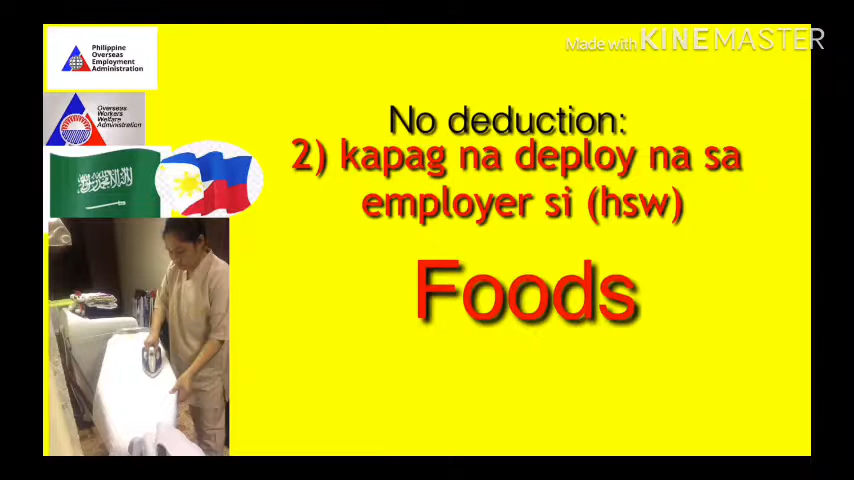 Philippine
Overseas
Employment
Administration
Made with KINEMASTER
Overseas
Workers
Welfare
Administration
No deduction:
2) kapag na deploy na sa
employer si (hsw)
Foods